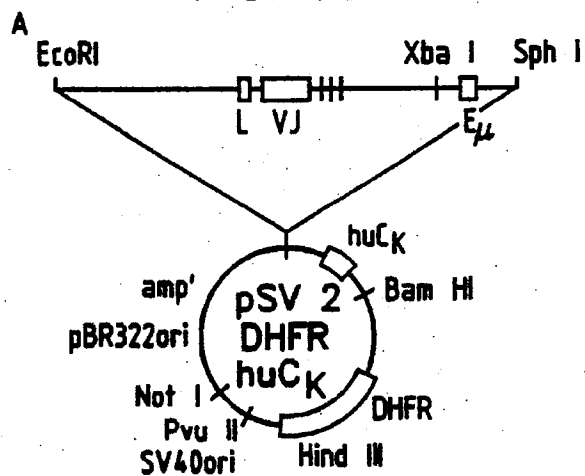 A
EcoRI
Xba I
Sph I
L
VJ
Eμ
huCK
amp'
pSV 2
Bam HI
pBR322ori
DHFR
huCK
Not I
DHFR
Pvu II
Hind III
SV40ori